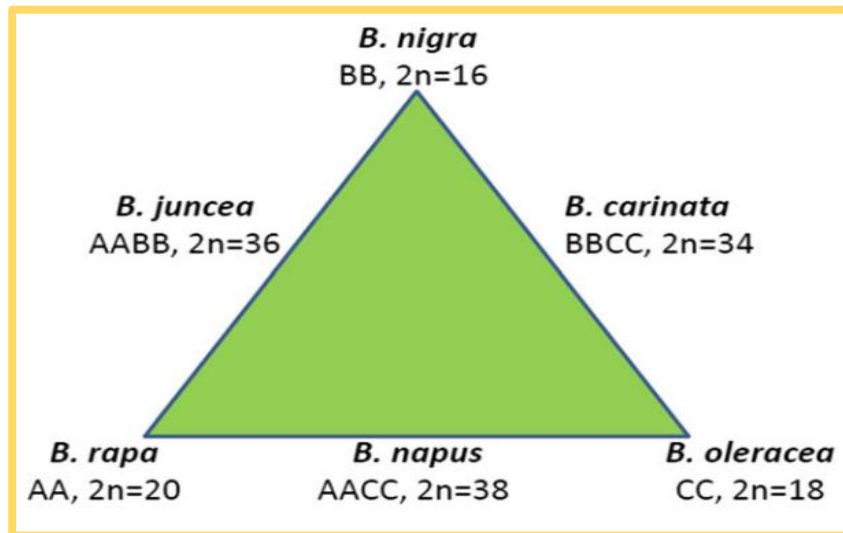 B. nigra
BB, 2n=16
B. juncea
AABB, 2n=36
B. carinata
BBCC, 2n=34
B. rapa
AA, 2n=20
B. napus
AACC, 2n=38
B. oleracea
CC, 2n=18